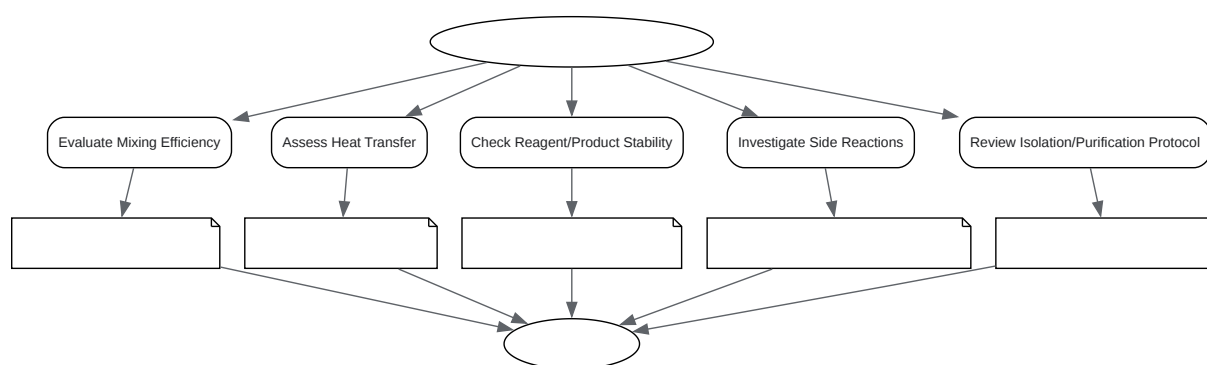 Evaluate Mixing Efficiency
Assess Heat Transfer
Check Reagent/Product Stability
Investigate Side Reactions
Review Isolation/Purification Protocol